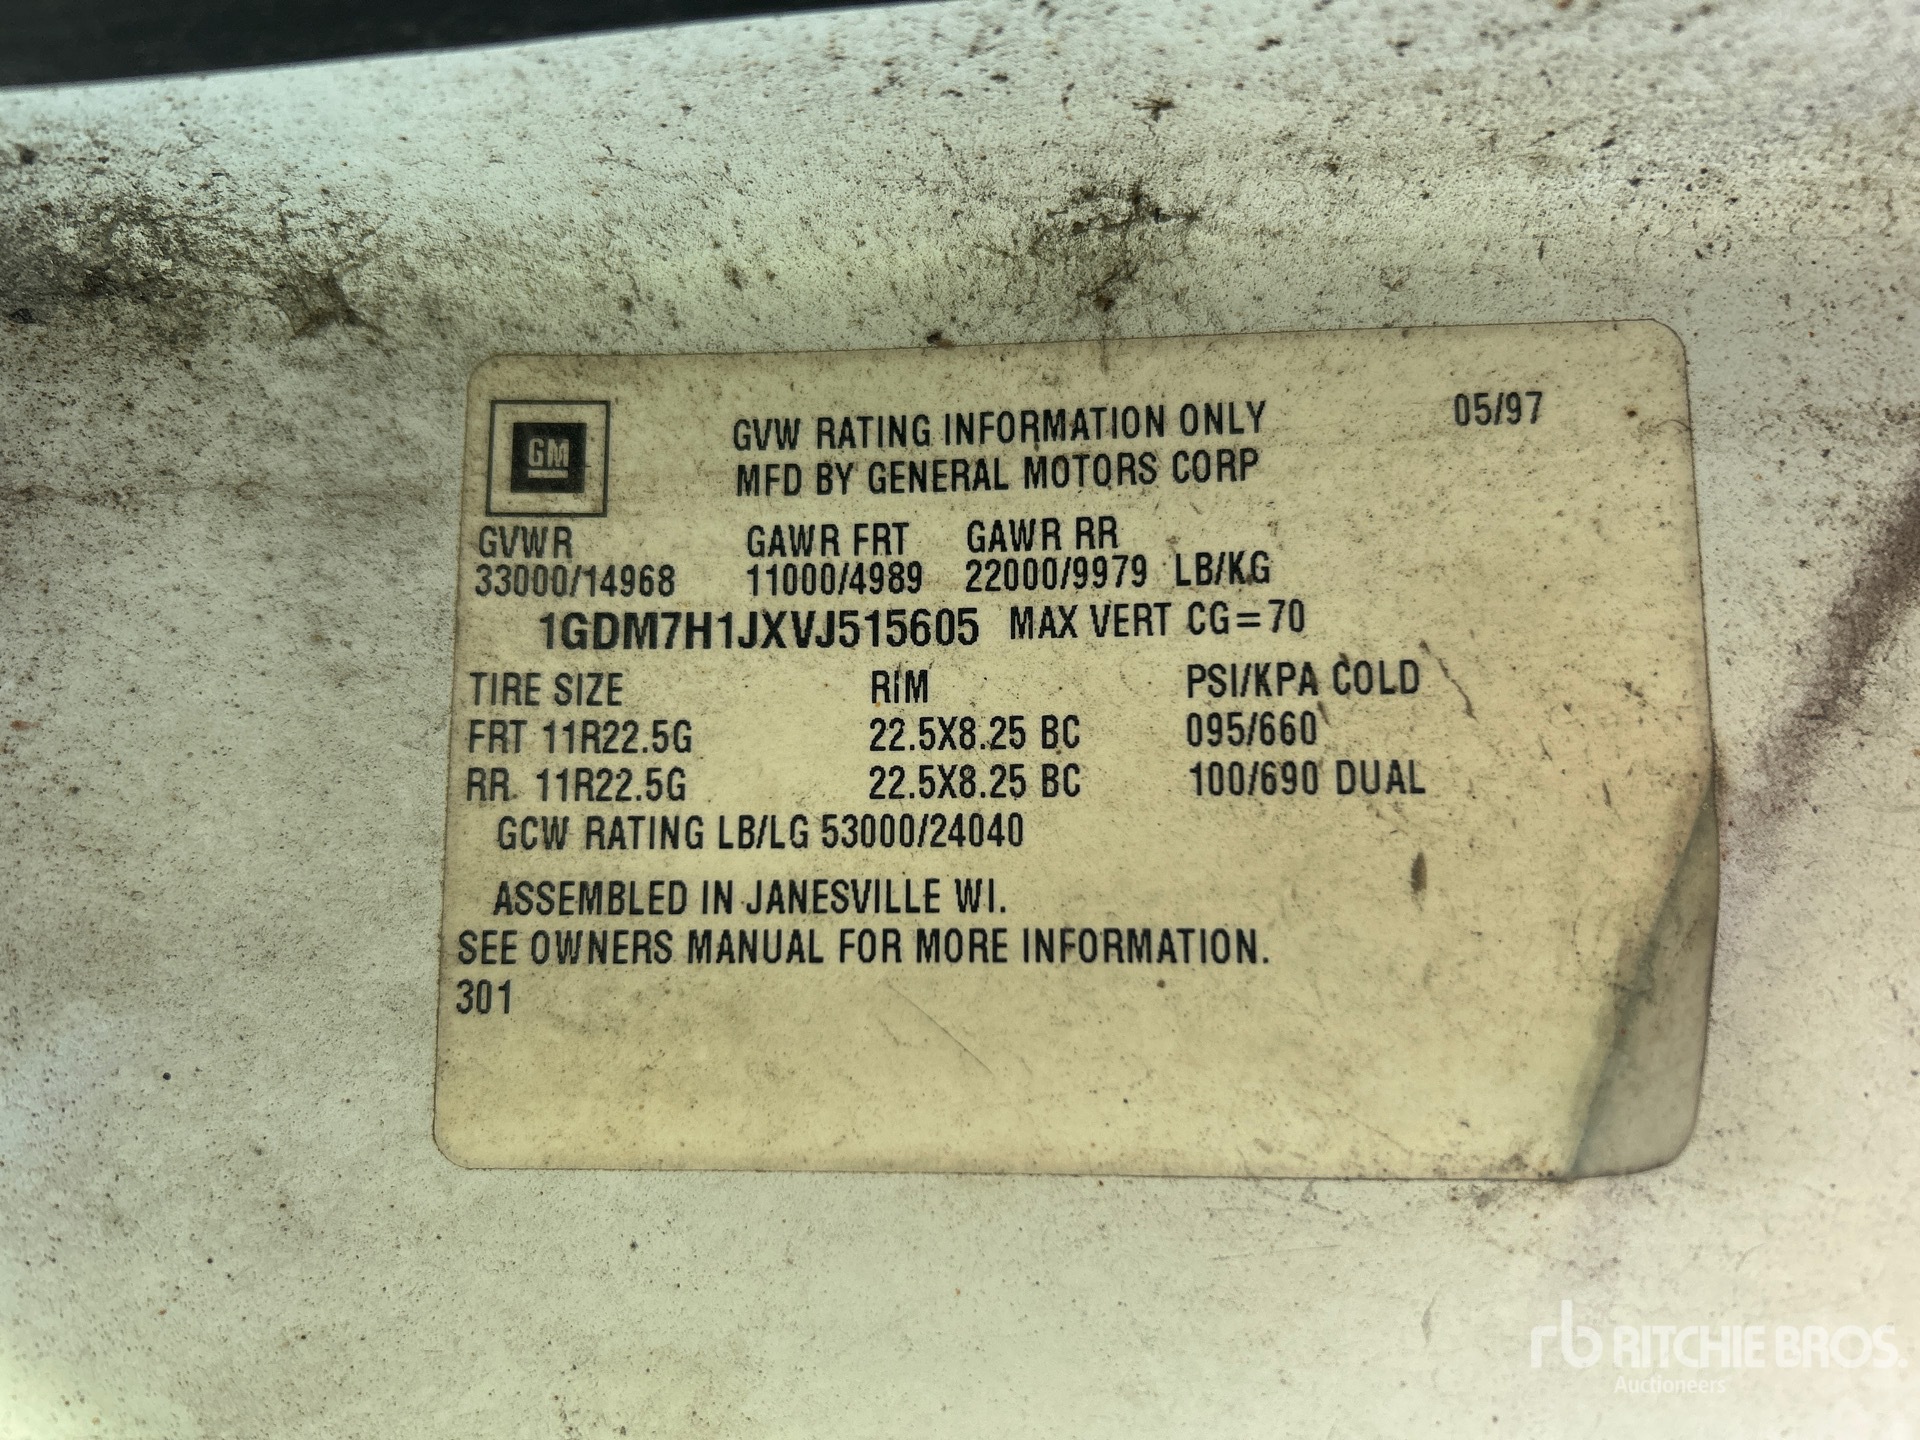 GM
GVW RATING INFORMATION ONLY 05/97
MFD BY GENERAL MOTORS CORP
GVWR GAWR FRT GAWR RR
33000/14968 11000/4989 22000/9979 LB/KG
1GDM7H1JXVJ515605 MAX VERT CG=70
TIRE SIZE RIM PSI/KPA COLD
FRT 11R22.5G 22.5X8.25 BC 095/660
RR 11R22.5G 22.5X8.25 BC 100/690 DUAL
GCW RATING LB/LG 53000/24040
ASSEMBLED IN JANESVILLE WI.
SEE OWNERS MANUAL FOR MORE INFORMATION.
301
rb RITCHIE BROS.
Auctioneers